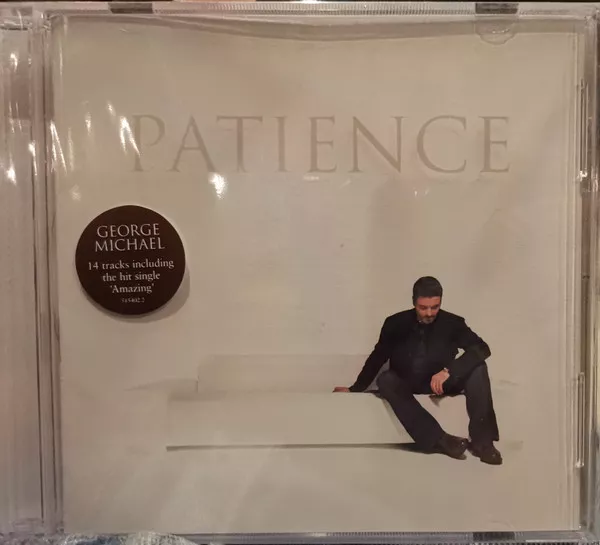 PATIENCE
GEORGE
MICHAEL
14 tracks including
the hit single
'Amazing'